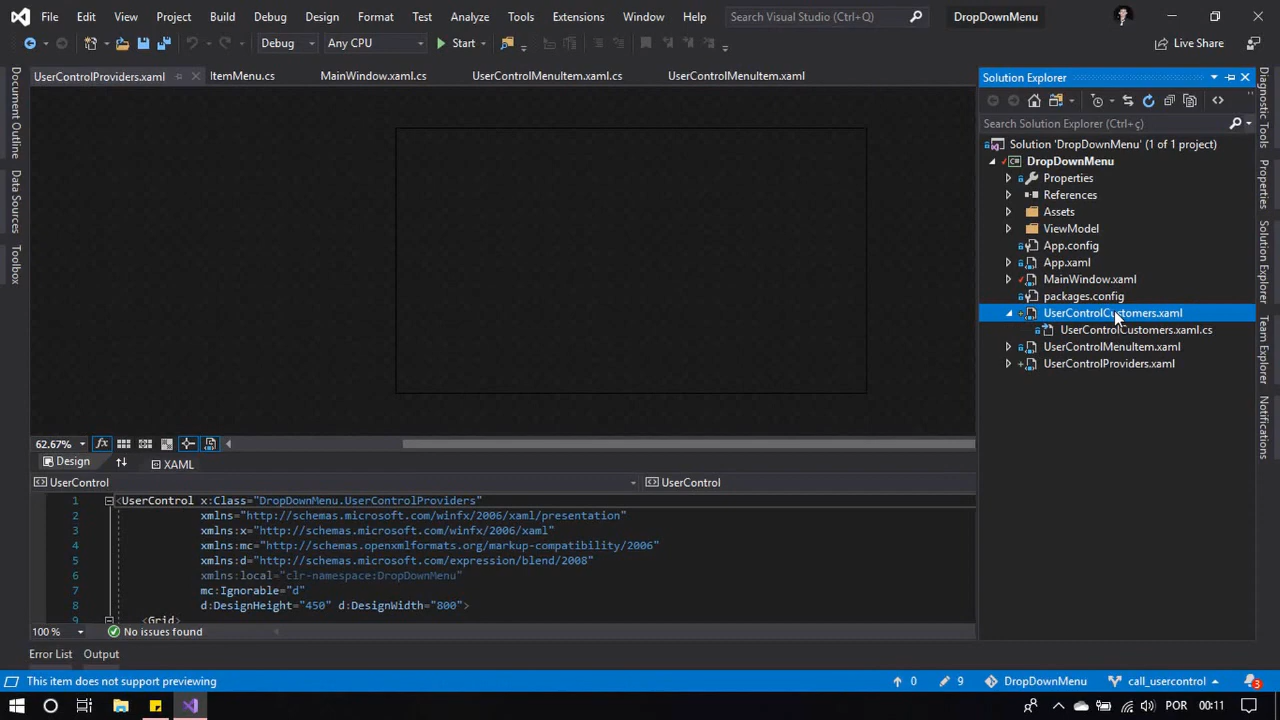 File Edit View Project Build Debug Design Format Test Analyze Tools Extensions Window Help Search Visual Studio (Ctrl+Q) DropDownMenu
Debug Any CPU Start Live Share
UserControlProviders.xaml ItemMenu.cs MainWindow.xaml.cs UserControlMenuItem.xaml.cs UserControlMenuItem.xaml
Document Outline
Data Sources
Toolbox
62.67%
Design XAML
UserControl UserControl
1 <UserControl x:Class="DropDownMenu.UserControlProviders"
2 xmlns="http://schemas.microsoft.com/winfx/2006/xaml/presentation"
3 xmlns:x="http://schemas.microsoft.com/winfx/2006/xaml"
4 xmlns:mc="http://schemas.openxmlformats.org/markup-compatibility/2006"
5 xmlns:d="http://schemas.microsoft.com/expression/blend/2008"
6 xmlns:local="clr-namespace:DropDownMenu"
7 mc:Ignorable="d"
8 d:DesignHeight="450" d:DesignWidth="800">
9 <Grid>
100 % No issues found
Solution Explorer
Search Solution Explorer (Ctrl+ç)
Solution 'DropDownMenu' (1 of 1 project)
DropDownMenu
Properties
References
Assets
ViewModel
App.config
App.xaml
MainWindow.xaml
packages.config
UserControlCustomers.xaml
UserControlCustomers.xaml.cs
UserControlMenuItem.xaml
UserControlProviders.xaml
Diagnostic Tools
Properties
Solution Explorer
Team Explorer
Notifications
Error List Output
This item does not support previewing 0 9 DropDownMenu call_usercontrol 3
POR 00:11